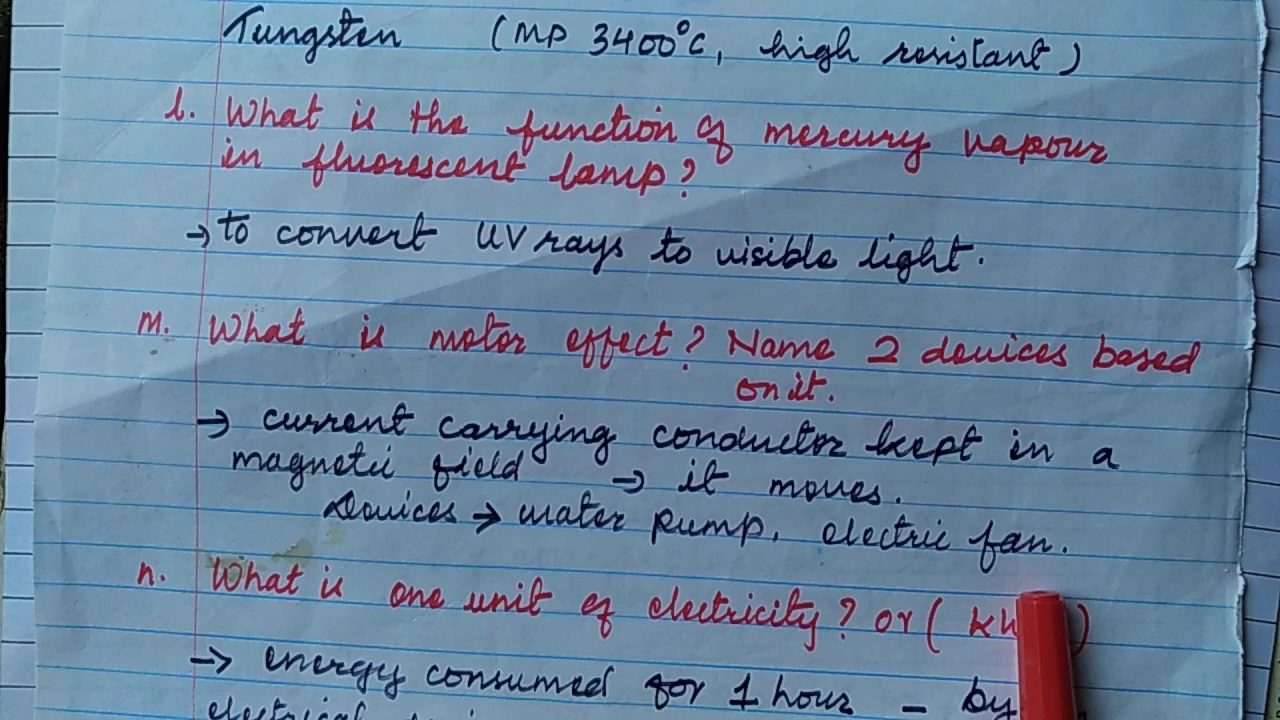 Tungsten (MP 3400°C, high resistant)
l. What is the function of mercury vapour
in fluorescent lamp?
→ to convert UV rays to visible light.
m. What is motor effect? Name 2 devices based
on it.
→ current carrying conductor kept in a
magnetic field → it moves.
Devices → water pump, electric fan.
n. What is one unit of electricity? or ( )
→ energy consumed for 1 hour – by
electrical